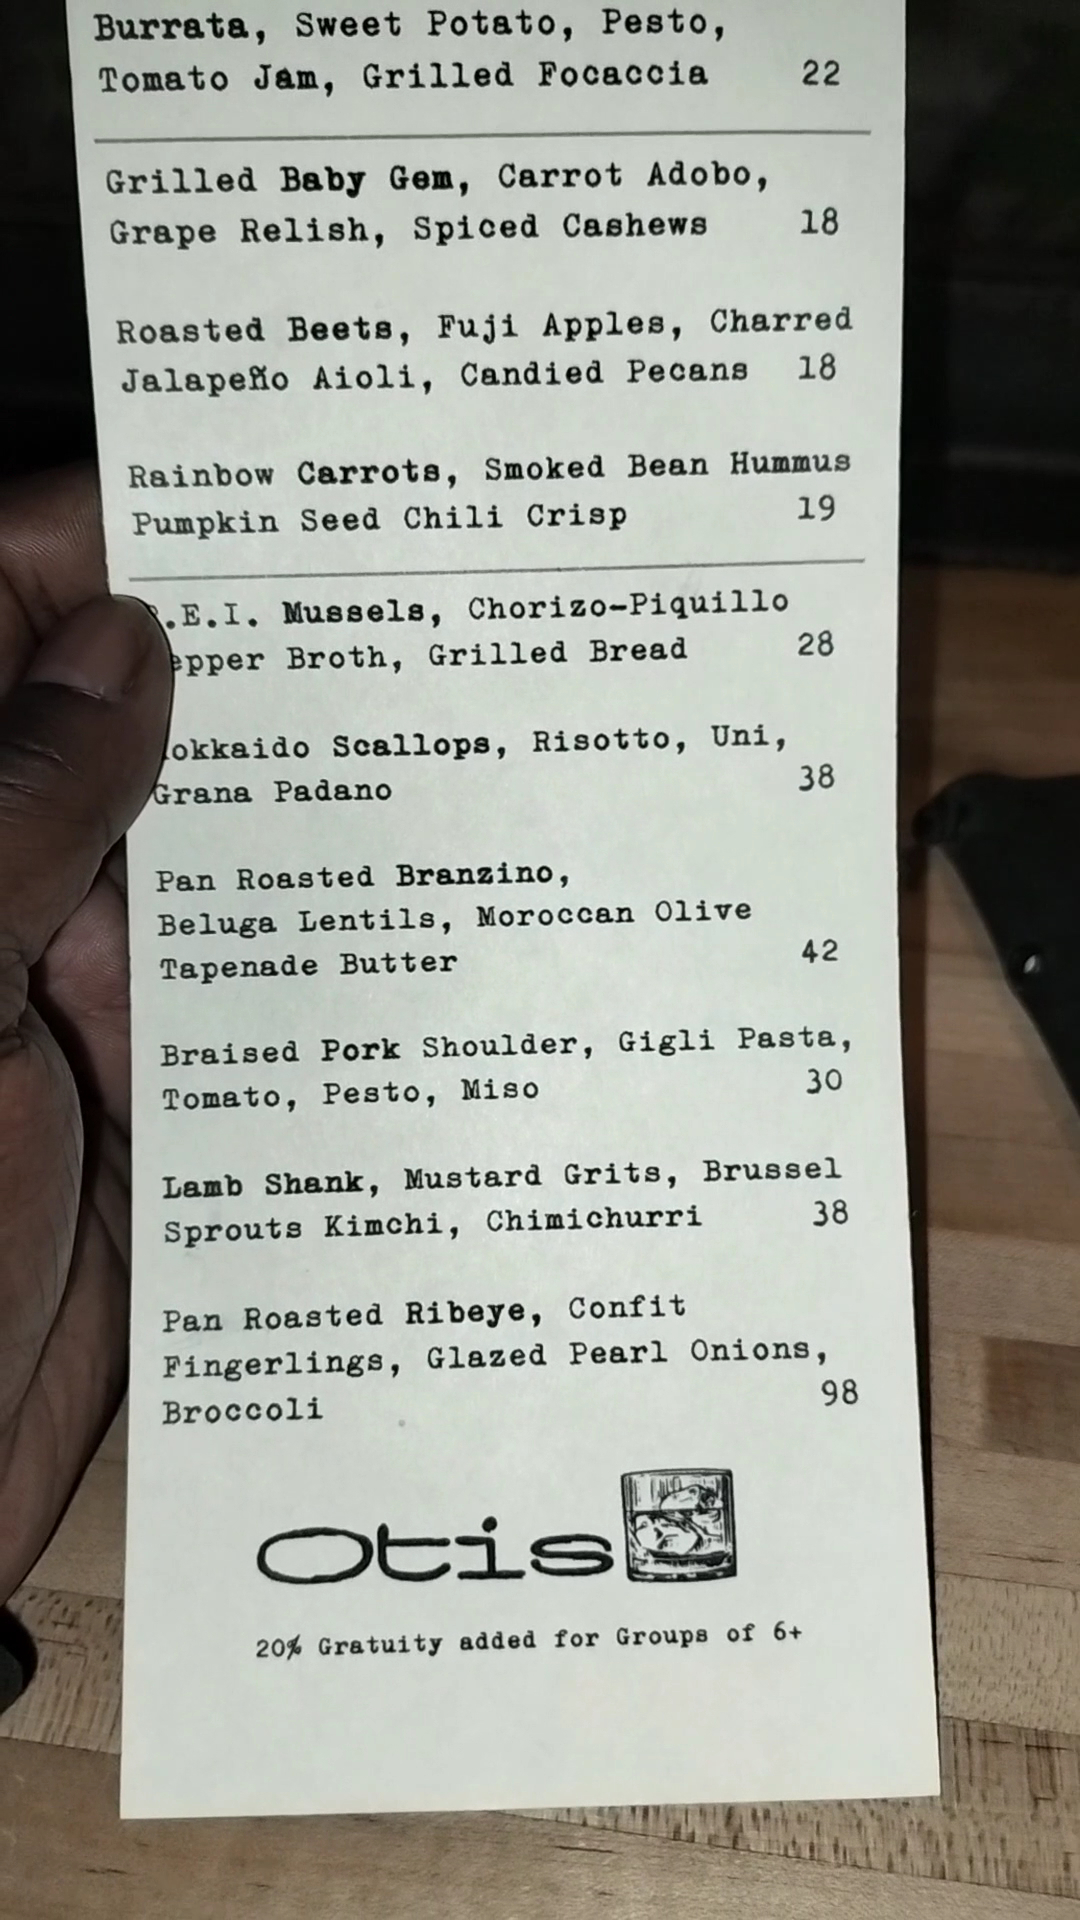 Burrata, Sweet Potato, Pesto,
Tomato Jam, Grilled Focaccia 22
Grilled Baby Gem, Carrot Adobo,
Grape Relish, Spiced Cashews 18
Roasted Beets, Fuji Apples, Charred
Jalapeño Aioli, Candied Pecans 18
Rainbow Carrots, Smoked Bean Hummus
Pumpkin Seed Chili Crisp 19
.E.I. Mussels, Chorizo-Piquillo
epper Broth, Grilled Bread 28
okkaido Scallops, Risotto, Uni,
Grana Padano 38
Pan Roasted Branzino,
Beluga Lentils, Moroccan Olive
Tapenade Butter 42
Braised Pork Shoulder, Gigli Pasta,
Tomato, Pesto, Miso 30
Lamb Shank, Mustard Grits, Brussel
Sprouts Kimchi, Chimichurri 38
Pan Roasted Ribeye, Confit
Fingerlings, Glazed Pearl Onions,
Broccoli 98
Otis
20% Gratuity added for Groups of 6+